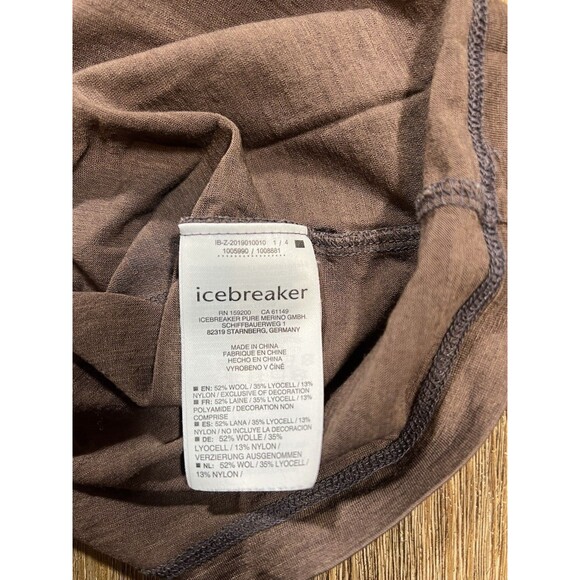 IB-Z-2019010010 1 / 4
1005990 / 1008881
icebreaker
RN 159200 CA 61149
ICEBREAKER PURE MERINO GMBH
SCHIFFBAUERWEG 1
82319 STARNBERG, GERMANY
MADE IN CHINA
FABRIQUE EN CHINE
HECHO EN CHINA
VYROBENO V ČÍNĚ
EN: 52% WOOL / 35% LYOCELL / 13%
NYLON / EXCLUSIVE OF DECORATION
FR: 52% LAINE / 35% LYOCELL / 13%
POLYAMIDE / DECORATION NON
COMPRISE
ES: 52% LANA / 35% LYOCELL / 13%
NYLON / NO INCLUYE LA DECORACION
DE: 52% WOLLE / 35%
LYOCELL / 13% NYLON /
VERZIERUNG AUSGENOMMEN
NL: 52% WOL / 35% LYOCELL /
13% NYLON /